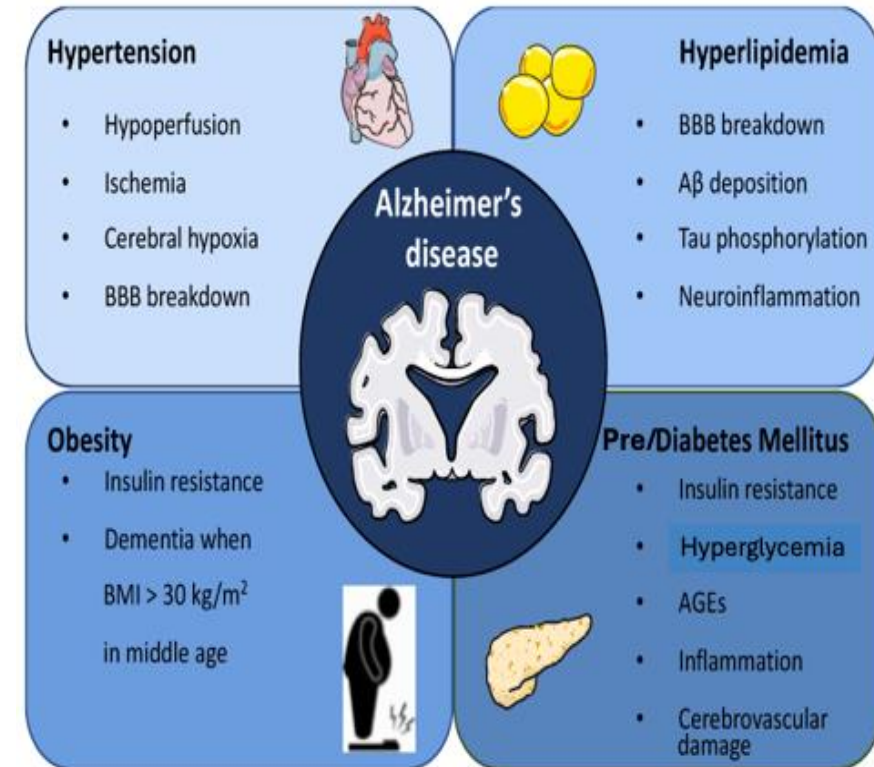 Hypertension
Hypoperfusion
Ischemia
Cerebral hypoxia
BBB breakdown
Hyperlipidemia
BBB breakdown
Aβ deposition
Tau phosphorylation
Neuroinflammation
Alzheimer's
disease
Obesity
Insulin resistance
Dementia when
BMI > 30 kg/m²
in middle age
Pre/Diabetes Mellitus
Insulin resistance
Hyperglycemia
AGEs
Inflammation
Cerebrovascular
damage